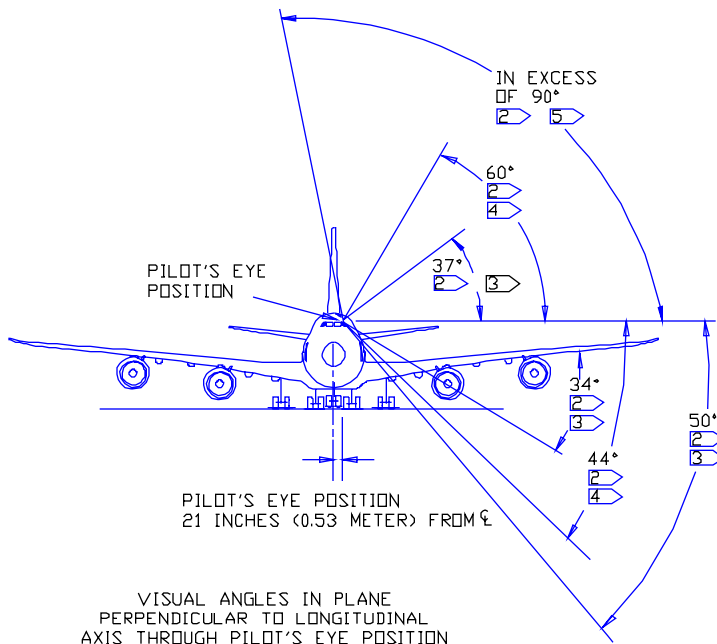 IN EXCESS
OF 90°
2 5
60°
2
4
37°
2 3
PILOT'S EYE
POSITION
34°
2
3
50°
2
3
44°
2
4
PILOT'S EYE POSITION
21 INCHES (0.53 METER) FROM ℄
VISUAL ANGLES IN PLANE
PERPENDICULAR TO LONGITUDINAL
AXIS THROUGH PILOT'S EYE POSITION